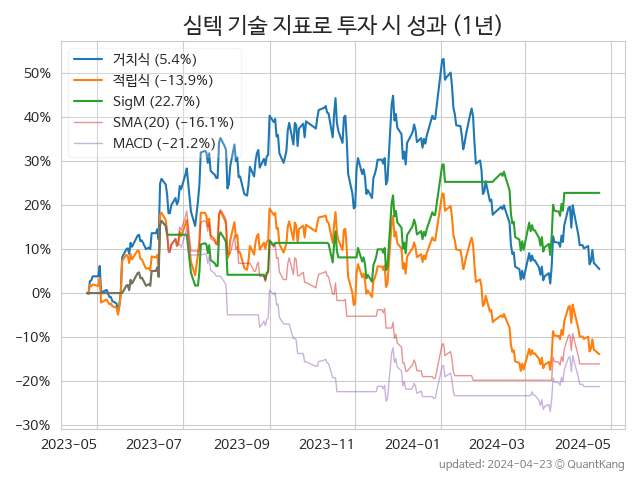 심텍 기술 지표로 투자 시 성과 (1년)
거치식 (5.4%)
적립식 (−13.9%)
SigM (22.7%)
SMA(20) (−16.1%)
MACD (−21.2%)
50%
40%
30%
20%
10%
0%
−10%
−20%
−30%
2023-05 2023-07 2023-09 2023-11 2024-01 2024-03 2024-05
updated: 2024-04-23 ⓒ QuantKang